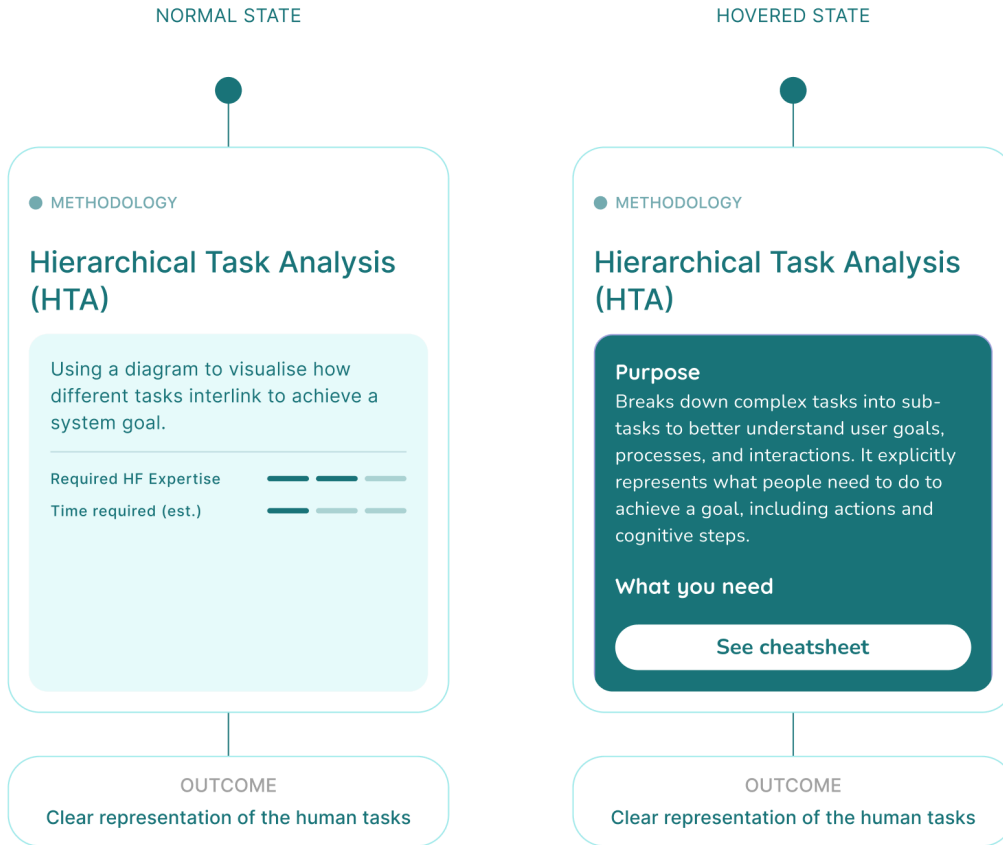 NORMAL STATE
METHODOLOGY
Hierarchical Task Analysis
(HTA)
Using a diagram to visualise how
different tasks interlink to achieve a
system goal.
Required HF Expertise
Time required (est.)
OUTCOME
Clear representation of the human tasks
HOVERED STATE
METHODOLOGY
Hierarchical Task Analysis
(HTA)
Purpose
Breaks down complex tasks into sub-
tasks to better understand user goals,
processes, and interactions. It explicitly
represents what people need to do to
achieve a goal, including actions and
cognitive steps.
What you need
See cheatsheet
OUTCOME
Clear representation of the human tasks